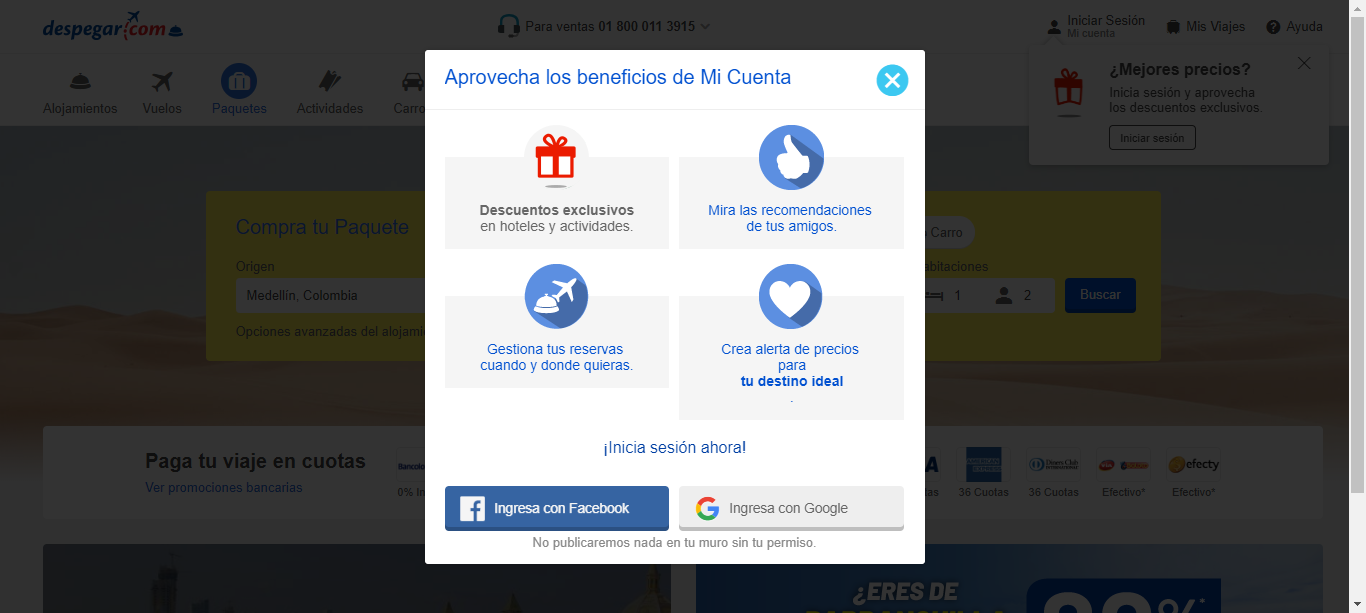 despegar.com
Para ventas 01 800 011 3915
Iniciar Sesión
Mi cuenta
Mis Viajes
Ayuda
Alojamientos
Vuelos
Paquetes
Actividades
Carro
¿Mejores precios?
Inicia sesión y aprovecha
los descuentos exclusivos.
Iniciar sesión
Aprovecha los beneficios de Mi Cuenta
Descuentos exclusivos
en hoteles y actividades.
Mira las recomendaciones
de tus amigos.
Gestiona tus reservas
cuando y donde quieras.
Crea alerta de precios
para
tu destino ideal
.
¡Inicia sesión ahora!
Ingresa con Facebook
Ingresa con Google
No publicaremos nada en tu muro sin tu permiso.
Compra tu Paquete
Carro
Origen
Medellín, Colombia
1
2
Buscar
Opciones avanzadas del
Paga tu viaje en cuotas
Ver promociones bancarias
0%
36 Cuotas
36 Cuotas
Efectivo*
Efectivo*
AMERICAN EXPRESS
Diners Club
INTERNATIONAL
efecty
¿ERES DE